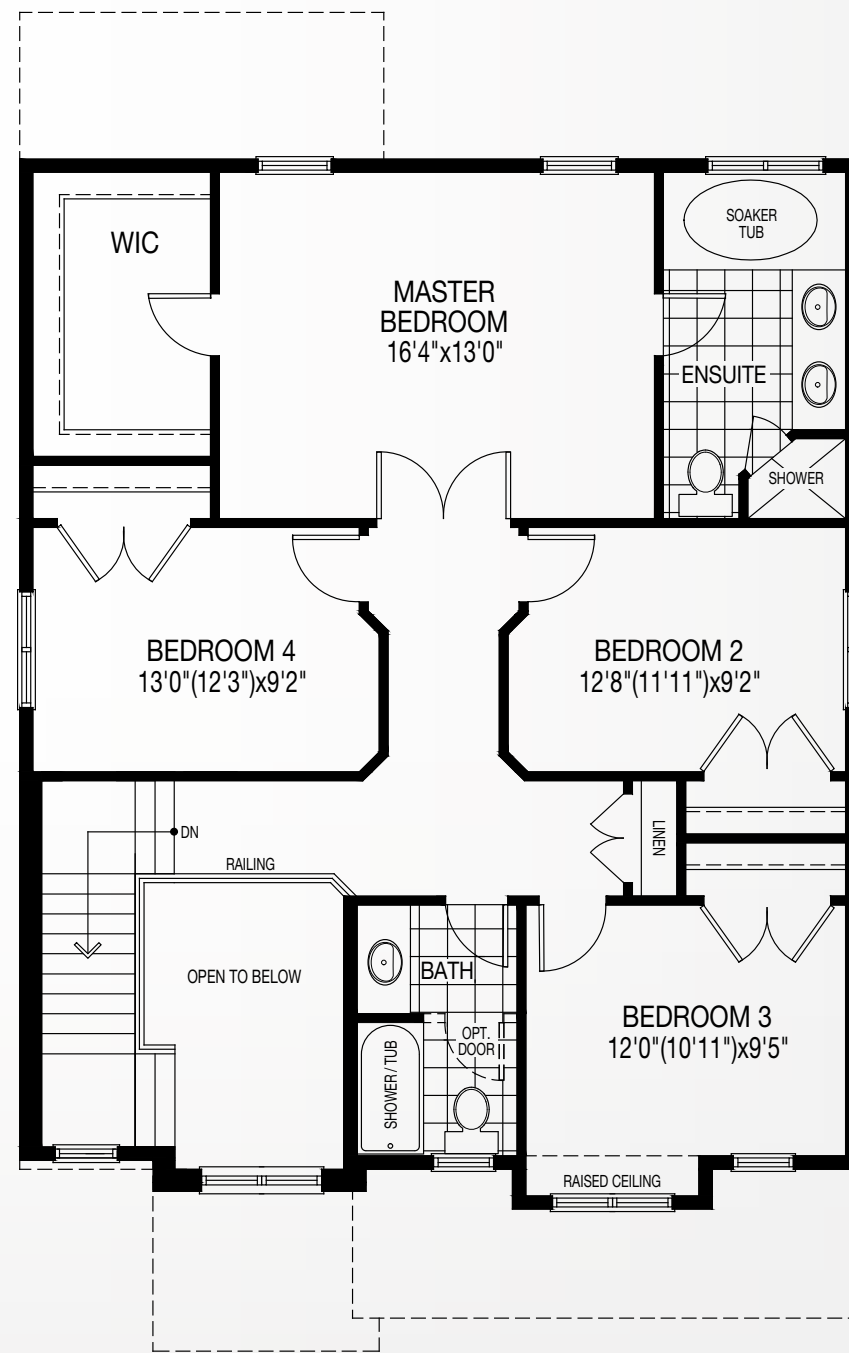 SOAKER
TUB
WIC
MASTER
BEDROOM
16'4"x13'0"
ENSUITE
SHOWER
BEDROOM 4
13'0"(12'3")x9'2"
BEDROOM 2
12'8"(11'11")x9'2"
DN
LINEN
RAILING
OPEN TO BELOW
BATH
OPT.
DOOR
SHOWER/TUB
BEDROOM 3
12'0"(10'11")x9'5"
RAISED CEILING